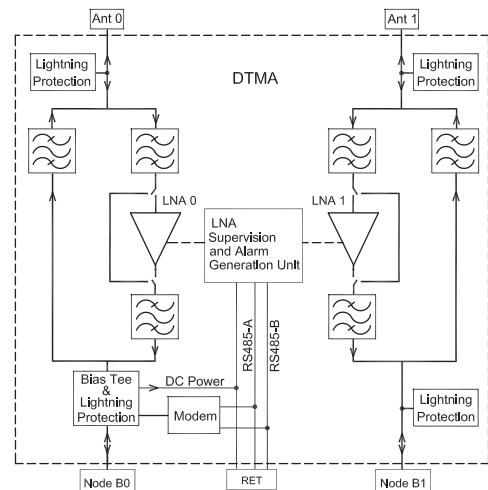 Ant 0
Ant 1
Lightning
Protection
DTMA
Lightning
Protection
LNA 0
LNA 1
LNA
Supervision
and Alarm
Generation Unit
RS485-A
RS485-B
Bias Tee
&
Lightning
Protection
DC Power
Modem
Lightning
Protection
Node B0
RET
Node B1